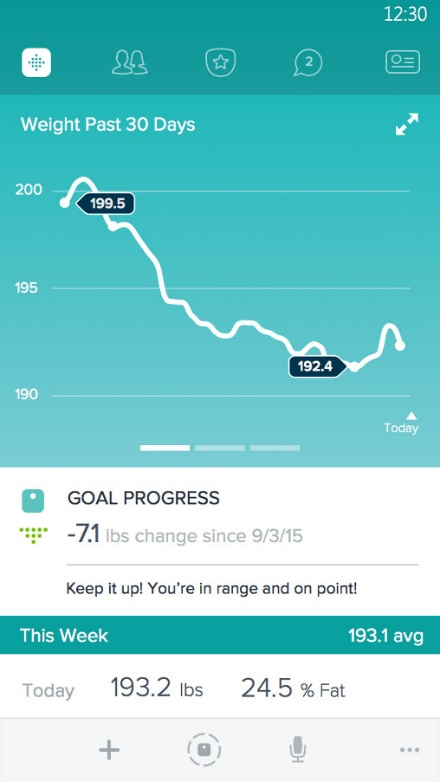 12:30
2
Weight Past 30 Days
200
199.5
195
192.4
190
Today
GOAL PROGRESS
-7.1 lbs change since 9/3/15
Keep it up! You're in range and on point!
This Week 193.1 avg
Today 193.2 lbs 24.5 % Fat